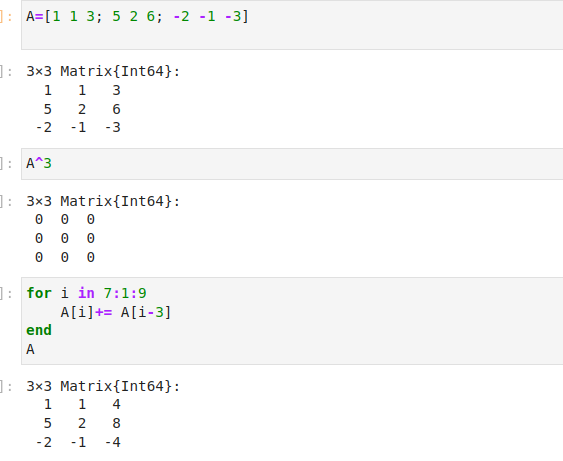 ]: A=[1 1 3; 5 2 6; -2 -1 -3]
]: 3×3 Matrix{Int64}:
1 1 3
5 2 6
-2 -1 -3
]: A^3
]: 3×3 Matrix{Int64}:
0 0 0
0 0 0
0 0 0
]: for i in 7:1:9
A[i]+= A[i-3]
end
A
]: 3×3 Matrix{Int64}:
1 1 4
5 2 8
-2 -1 -4